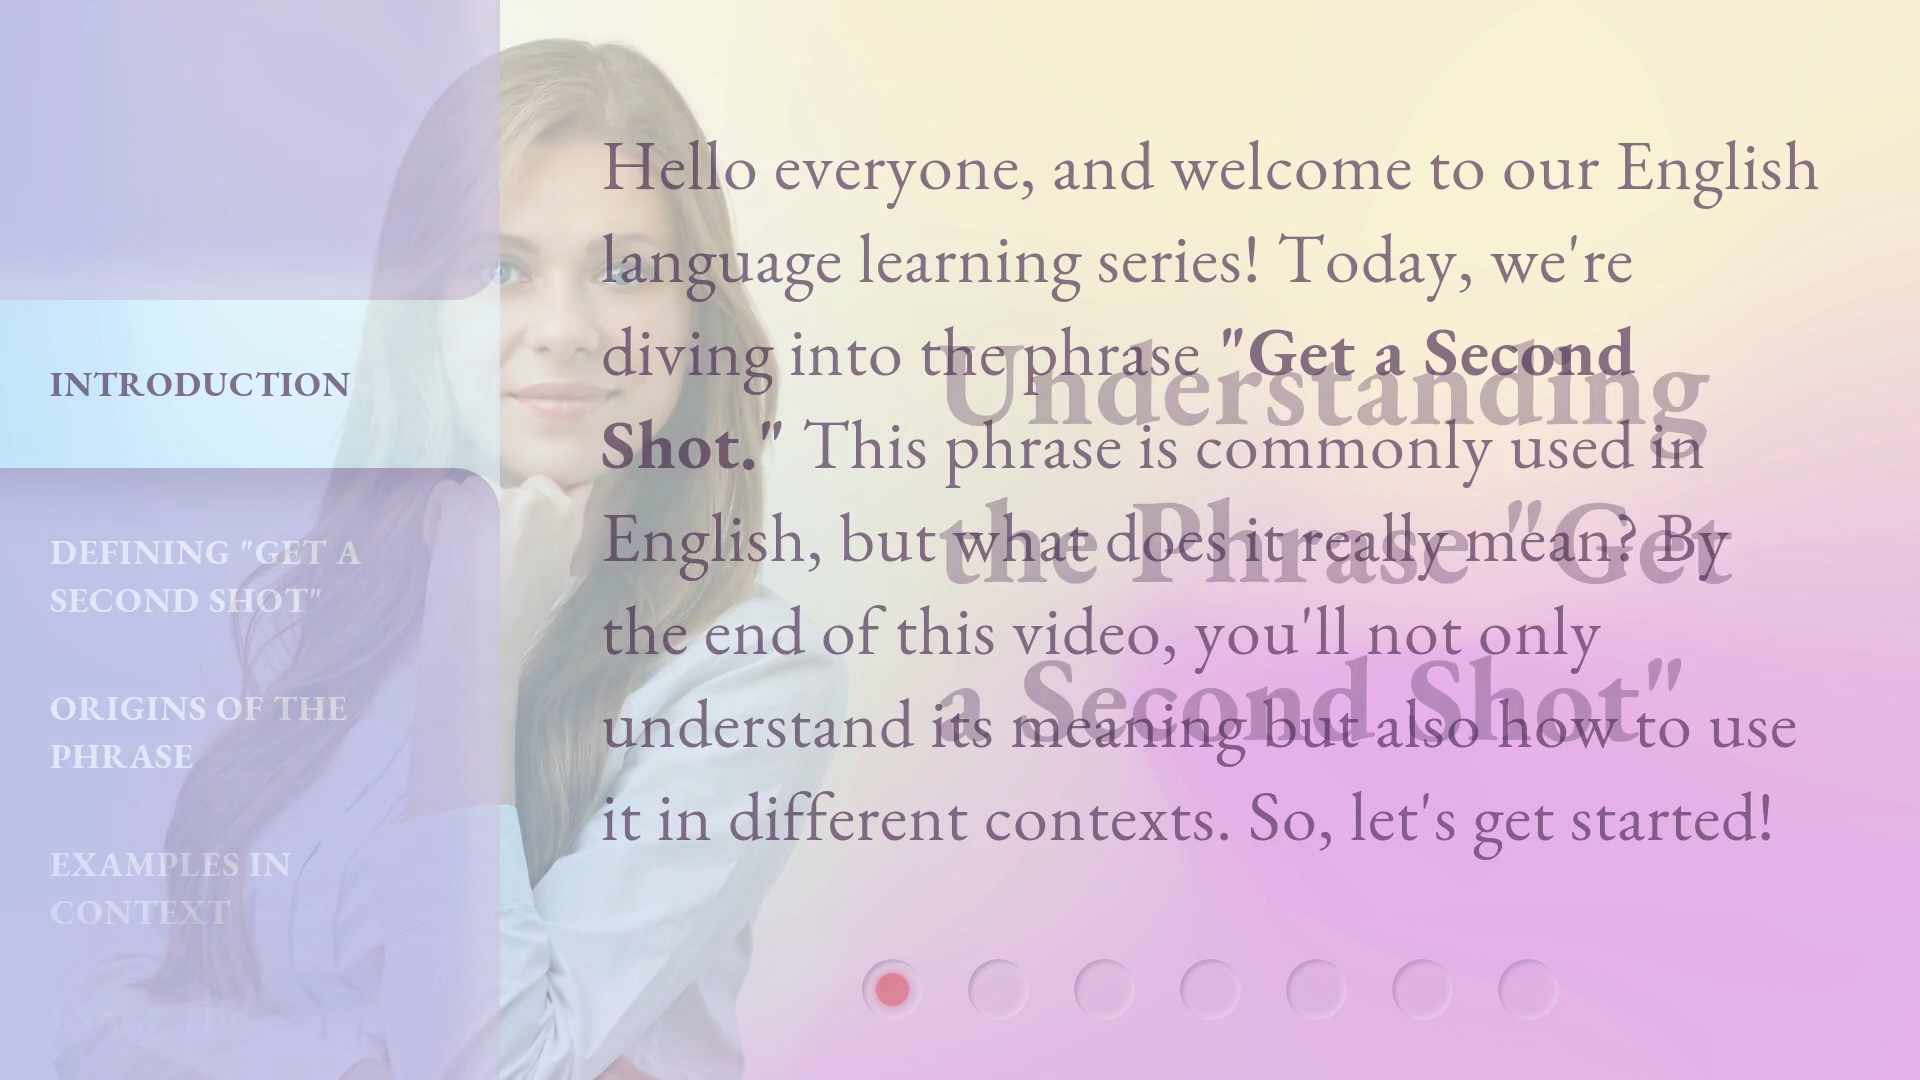 INTRODUCTION
DEFINING "GET A
SECOND SHOT"
ORIGINS OF THE
PHRASE
EXAMPLES IN
CONTEXT
Hello everyone, and welcome to our English
language learning series! Today, we're
diving into the phrase "Get a Second
Shot." This phrase is commonly used in
English, but what does it really mean? By
the end of this video, you'll not only
understand its meaning but also how to use
it in different contexts. So, let's get started!
Understanding
the Phrase "Get
a Second Shot"